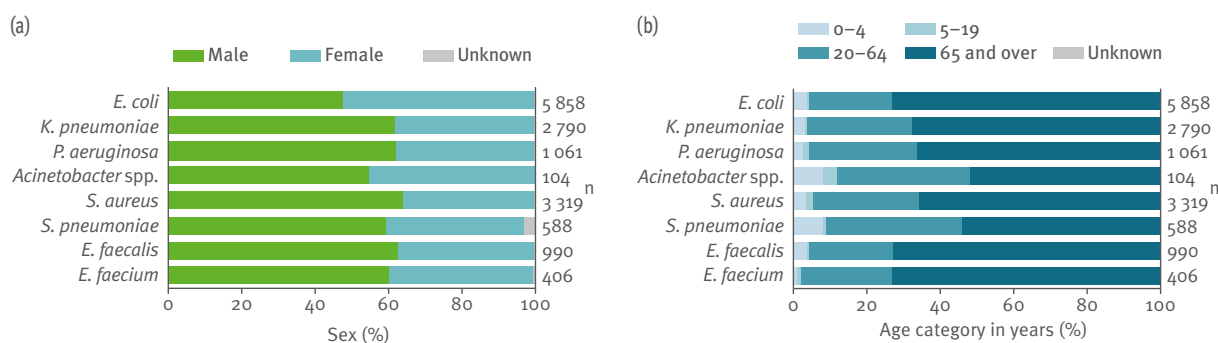 (a)
Male Female Unknown
E. coli 5 858
K. pneumoniae 2 790
P. aeruginosa 1 061
Acinetobacter spp. 104
n
S. aureus 3 319
S. pneumoniae 588
E. faecalis 990
E. faecium 406
0 20 40 60 80 100
Sex (%)
(b)
0–4 5–19
20–64 65 and over Unknown
E. coli 5 858
K. pneumoniae 2 790
P. aeruginosa 1 061
Acinetobacter spp. 104
n
S. aureus 3 319
S. pneumoniae 588
E. faecalis 990
E. faecium 406
0 20 40 60 80 100
Age category in years (%)